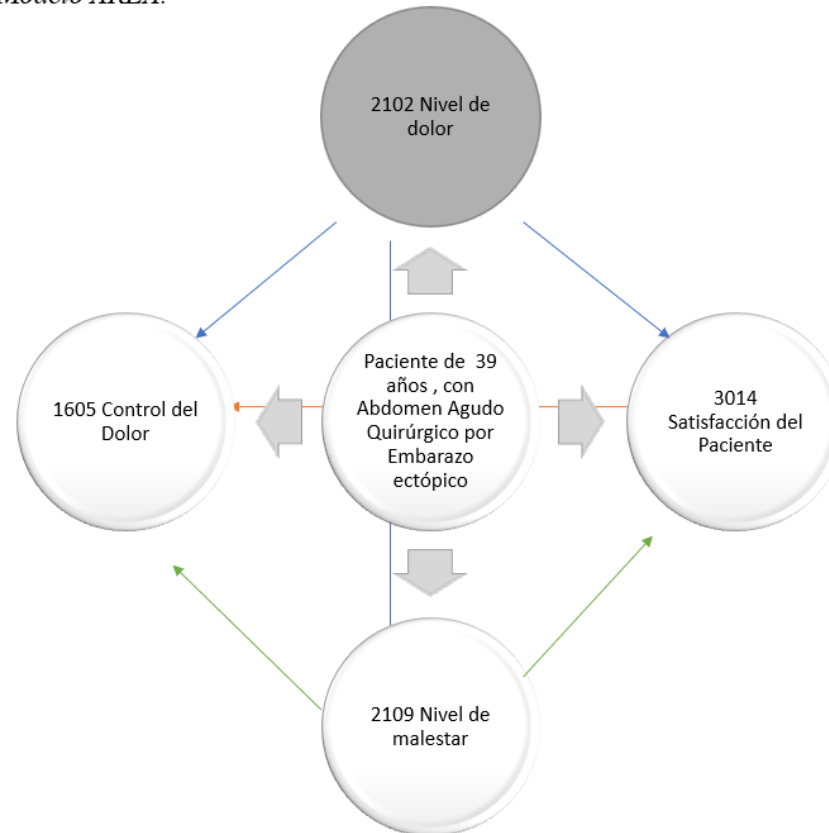 Modelo AREA.
2102 Nivel de
dolor
1605 Control del
Dolor
Paciente de 39
años , con
Abdomen Agudo
Quirúrgico por
Embarazo
ectópico
3014
Satisfacción del
Paciente
2109 Nivel de
malestar